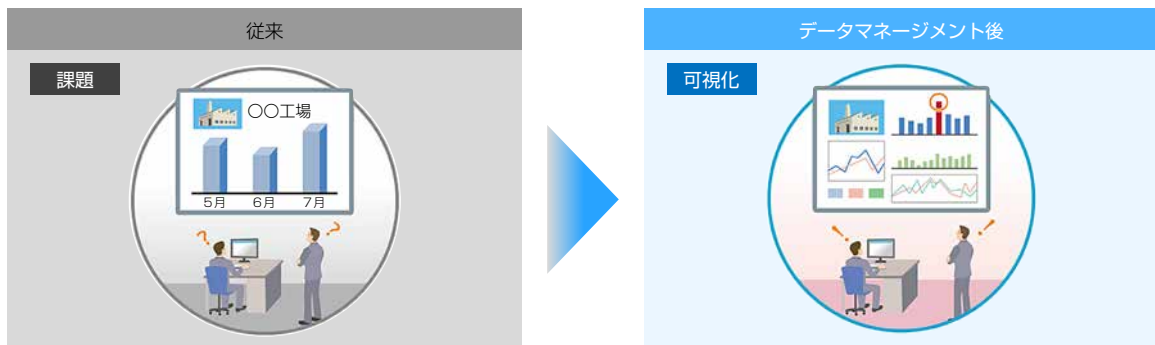 従来
課題
〇〇工場
5月 6月 7月
データマネージメント後
可視化